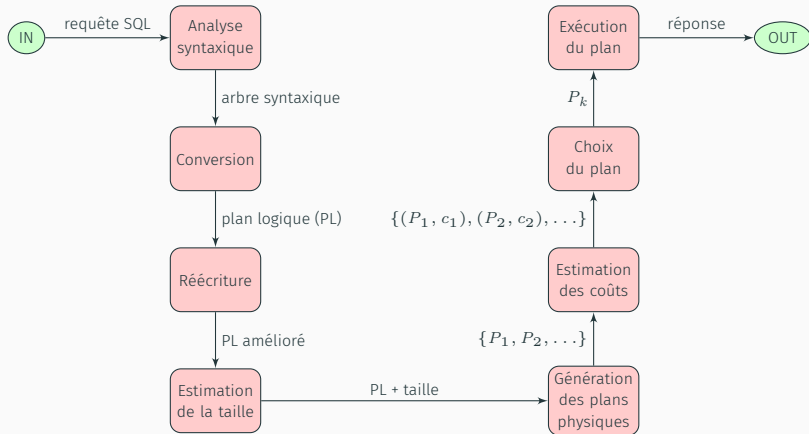 IN
requête SQL
Analyse
syntaxique
arbre syntaxique
Conversion
plan logique (PL)
Réécriture
PL amélioré
Estimation
de la taille
PL + taille
Génération
des plans
physiques
{P₁, P₂, ...}
Estimation
des coûts
{(P₁, c₁), (P₂, c₂), ...}
Choix
du plan
Pₖ
Exécution
du plan
réponse
OUT